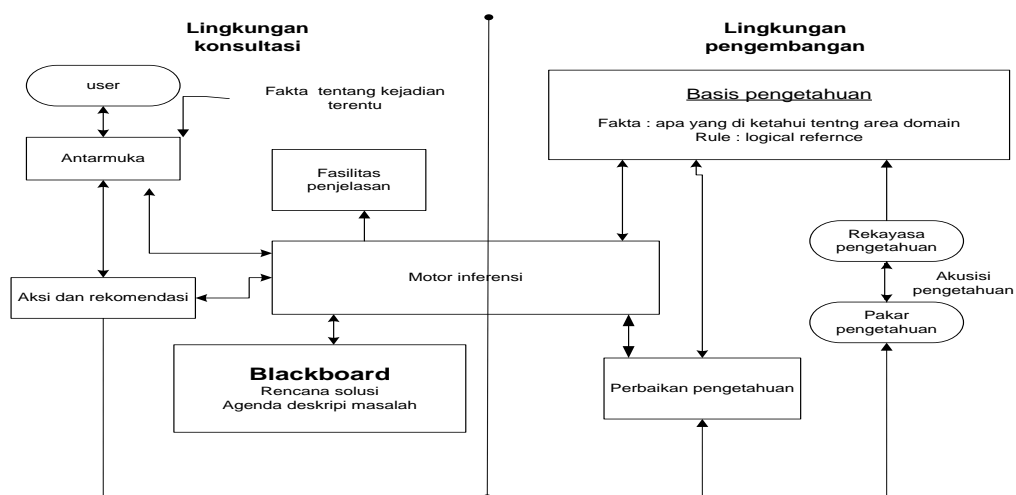 Lingkungan
konsultasi
Lingkungan
pengembangan
user
Fakta tentang kejadian
terentu
Antarmuka
Fasilitas
penjelasan
Basis pengetahuan
Fakta : apa yang di ketahui tentng area domain
Rule : logical refernce
Motor inferensi
Aksi dan rekomendasi
Rekayasa
pengetahuan
Akusisi
pengetahuan
Pakar
pengetahuan
Blackboard
Rencana solusi
Agenda deskripi masalah
Perbaikan pengetahuan